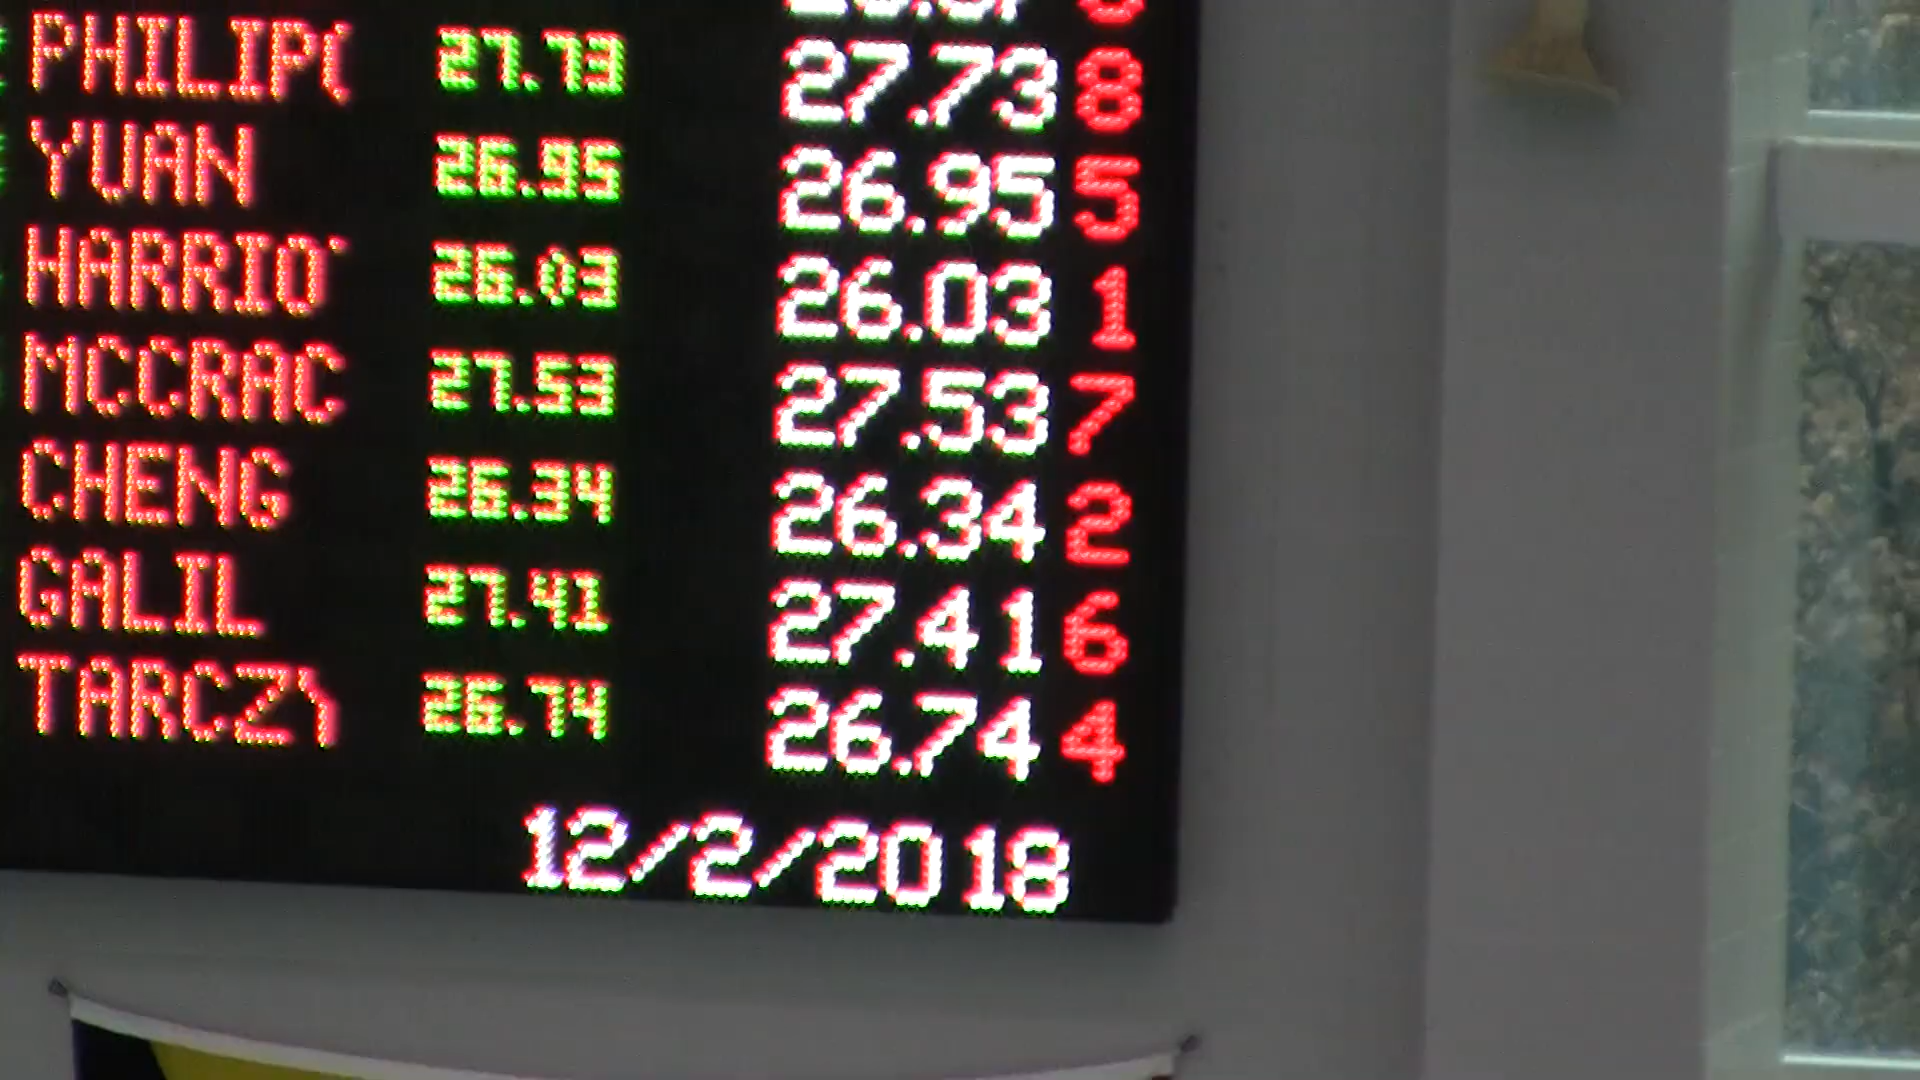 PHILIP 27.73 27.73 8
YUAN 26.95 26.95 5
HARRIO 26.03 26.03 1
MCCRAC 27.53 27.53 7
CHENG 26.34 26.34 2
GALIL 27.41 27.41 6
TARCZ 26.74 26.74 4
12/2/2018